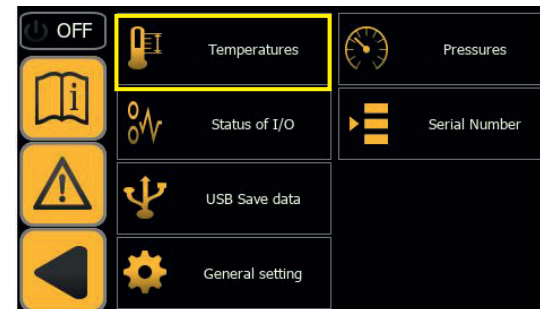 OFF
Temperatures
Pressures
Status of I/O
Serial Number
USB Save data
General setting